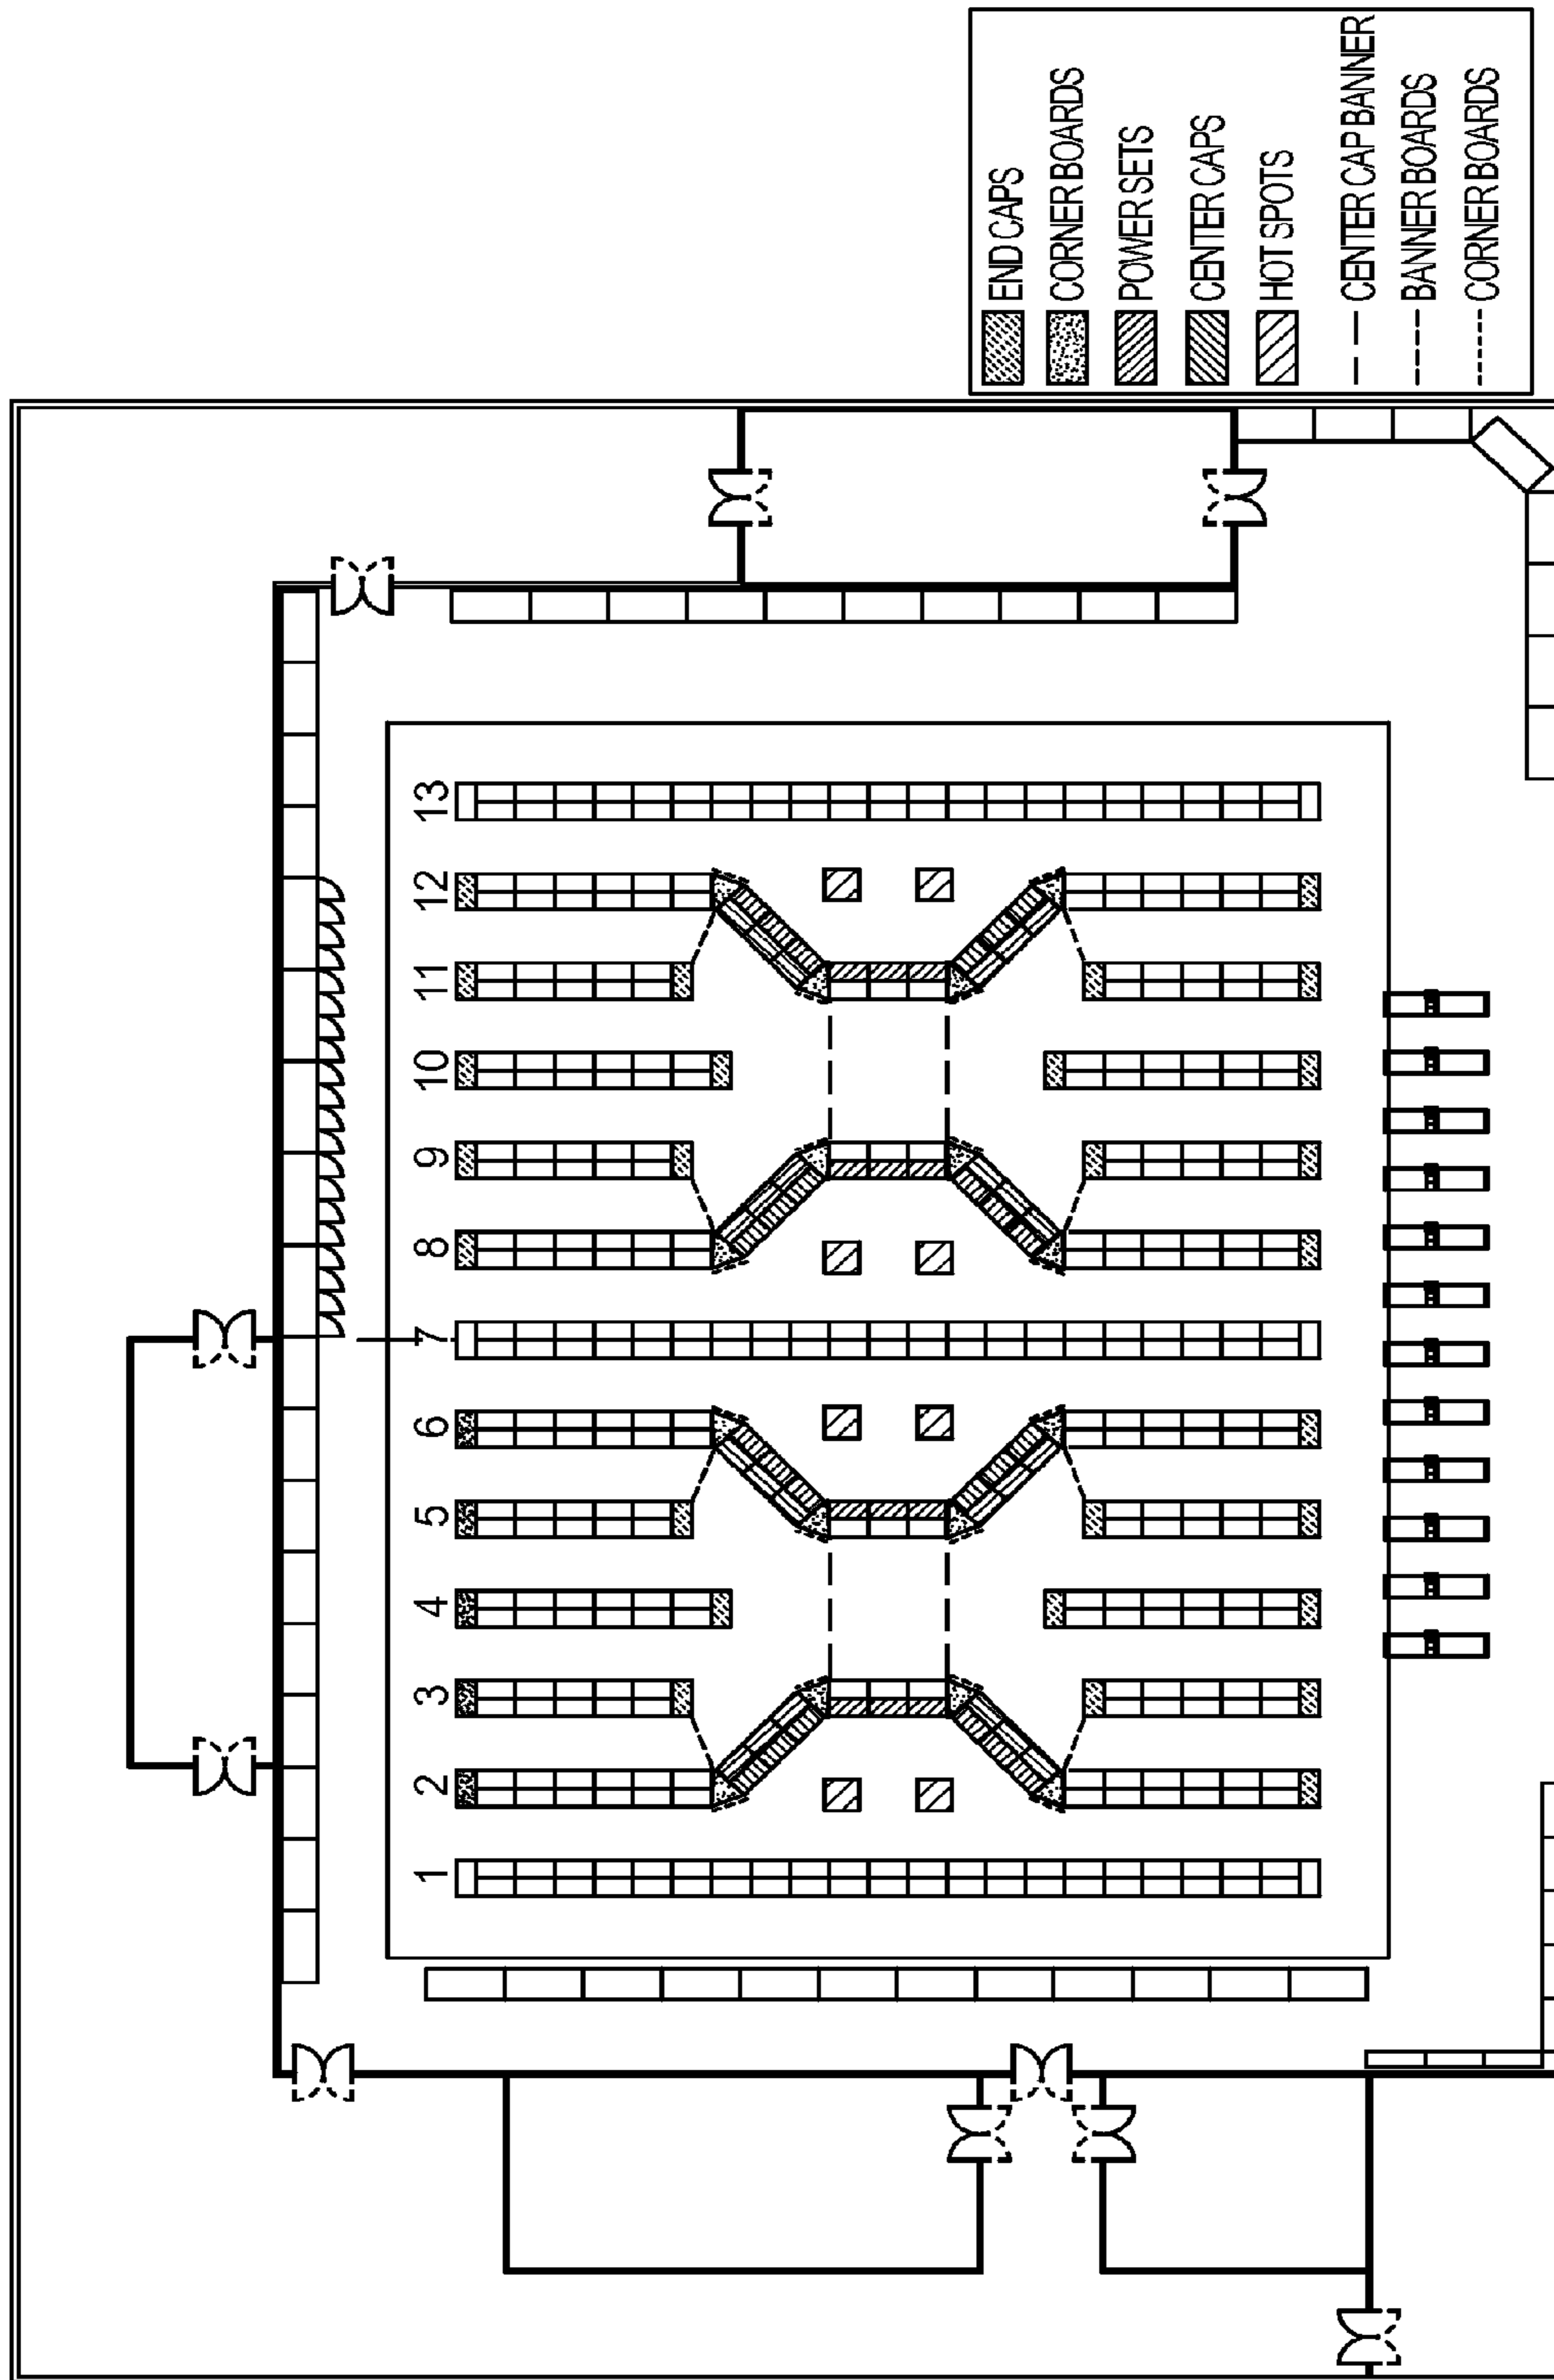 END CAPS
CORNER BOARDS
POWER SETS
CENTER CAPS
HOT SPOTS
CENTER CAP BANNER
BANNER BOARDS
CORNER BOARDS
1
2
3
4
5
6
7
8
9
10
11
12
13